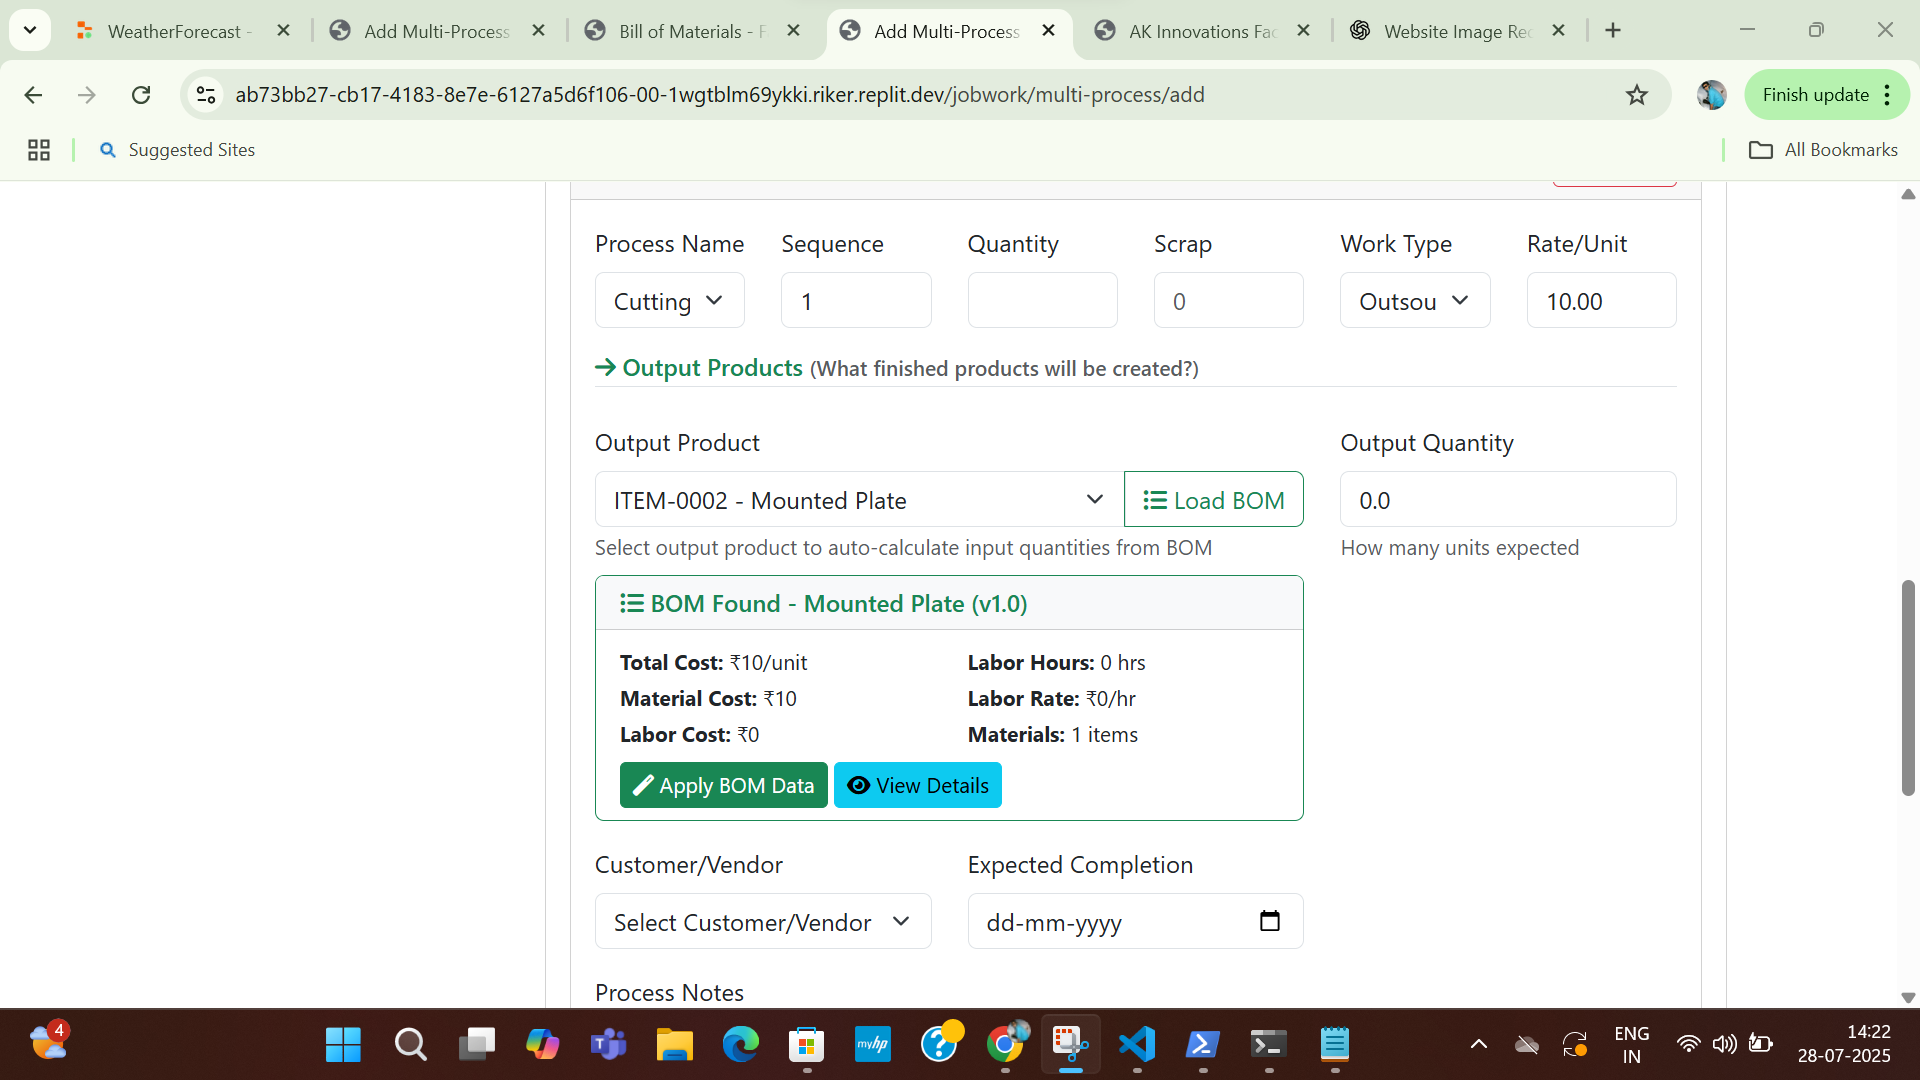 WeatherForecast -
Add Multi-Process
Bill of Materials - F
Add Multi-Process
AK Innovations Fac
Website Image Rec
ab73bb27-cb17-4183-8e7e-6127a5d6f106-00-1wgtblm69ykki.riker.replit.dev/jobwork/multi-process/add
Finish update
Suggested Sites
All Bookmarks
Process Name Sequence Quantity Scrap Work Type Rate/Unit
Cutting 1 0 Outsou 10.00
Output Products (What finished products will be created?)
Output Product Output Quantity
ITEM-0002 - Mounted Plate Load BOM 0.0
Select output product to auto-calculate input quantities from BOM How many units expected
BOM Found - Mounted Plate (v1.0)
Total Cost: ₹10/unit Labor Hours: 0 hrs
Material Cost: ₹10 Labor Rate: ₹0/hr
Labor Cost: ₹0 Materials: 1 items
Apply BOM Data View Details
Customer/Vendor Expected Completion
Select Customer/Vendor dd-mm-yyyy
Process Notes
4
myhp
ENG
IN
14:22
28-07-2025